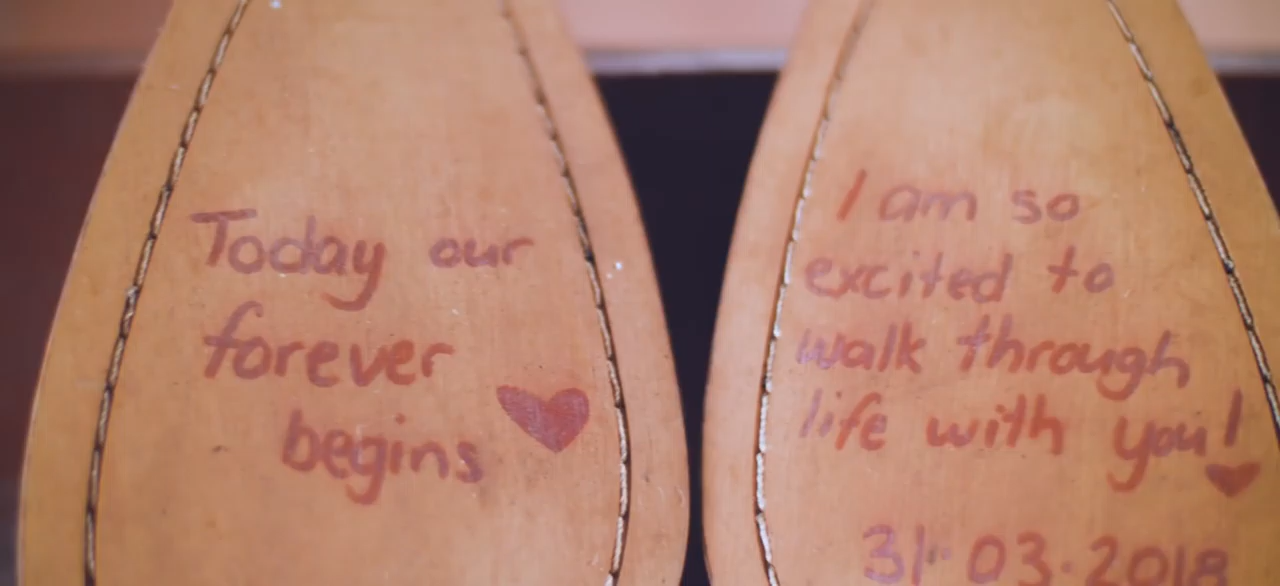 Today our
forever
begins
I am so
excited to
walk through
life with you!
31.03.2018